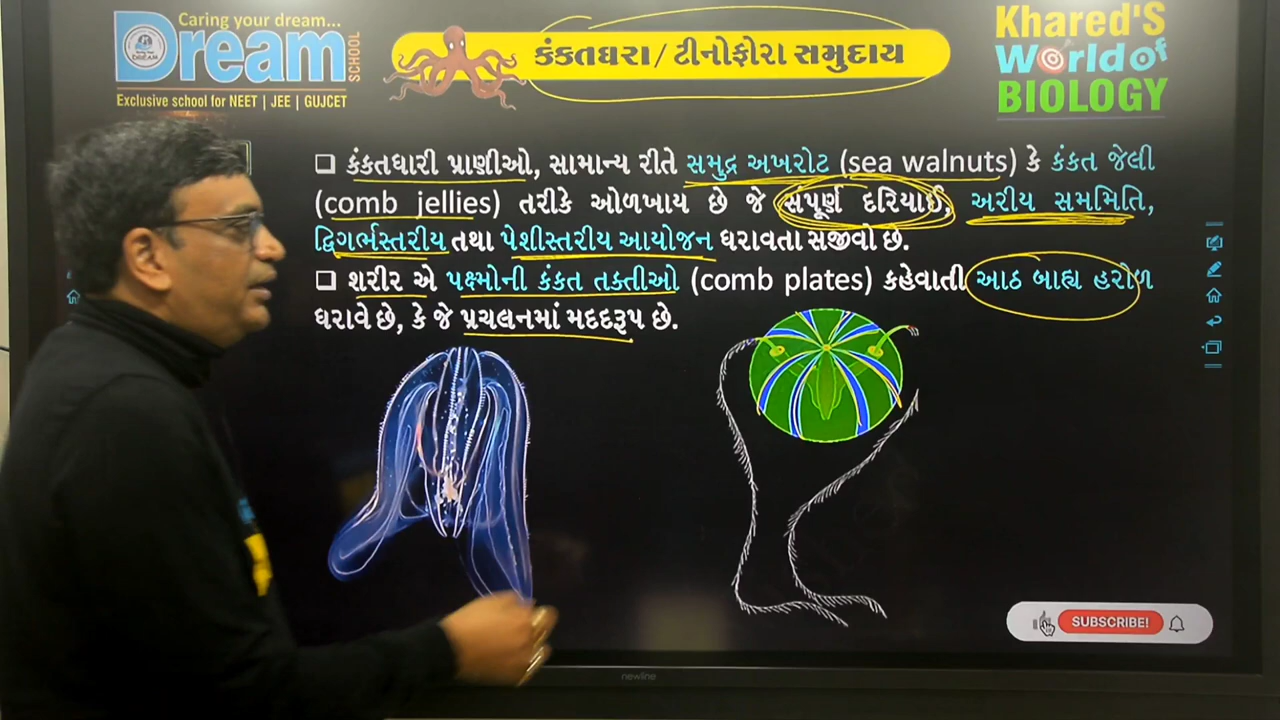 Caring your dream...
Dream SCHOOL
Exclusive school for NEET | JEE | GUJCET
કંકતધરા / ટીનોફોરા સમુદાય
Khared'S
World of
BIOLOGY
કંકતધારી પ્રાણીઓ, સામાન્ય રીતે સમુદ્ર અખરોટ (sea walnuts) કે કંકત જેલી
(comb jellies) તરીકે ઓળખાય છે જે સંપૂર્ણ દરિયાઈ, અરીય સમમિતિ,
દ્વિગર્ભસ્તરીય તથા પેશીસ્તરીય આયોજન ધરાવતા સજીવો છે.
શરીર એ પક્ષ્મોની કંકત તક્તીઓ (comb plates) કહેવાતી આઠ બાહ્ય હરોળ
ધરાવે છે, કે જે પ્રચલનમાં મદદરૂપ છે.
SUBSCRIBE!
newline